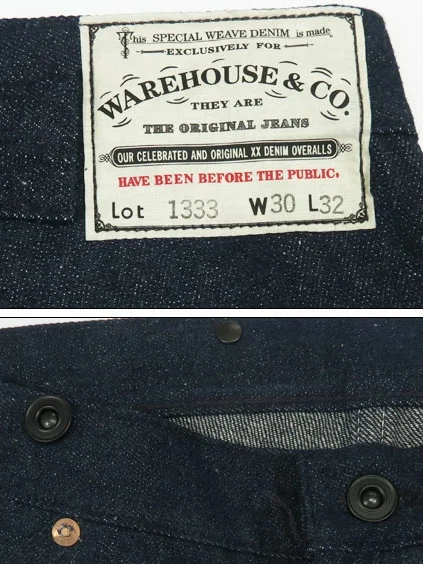 This SPECIAL WEAVE DENIM is made
EXCLUSIVELY FOR
WAREHOUSE & CO.
THEY ARE
THE ORIGINAL JEANS
OUR CELEBRATED AND ORIGINAL XX DENIM OVERALLS
HAVE BEEN BEFORE THE PUBLIC.
Lot 1333 W30 L32